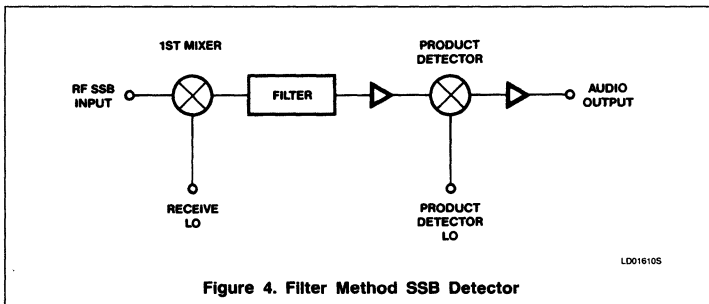 1ST MIXER
PRODUCT
DETECTOR
RF SSB
INPUT
FILTER
AUDIO
OUTPUT
RECEIVE
LO
PRODUCT
DETECTOR
LO
LD01610S
Figure 4. Filter Method SSB Detector